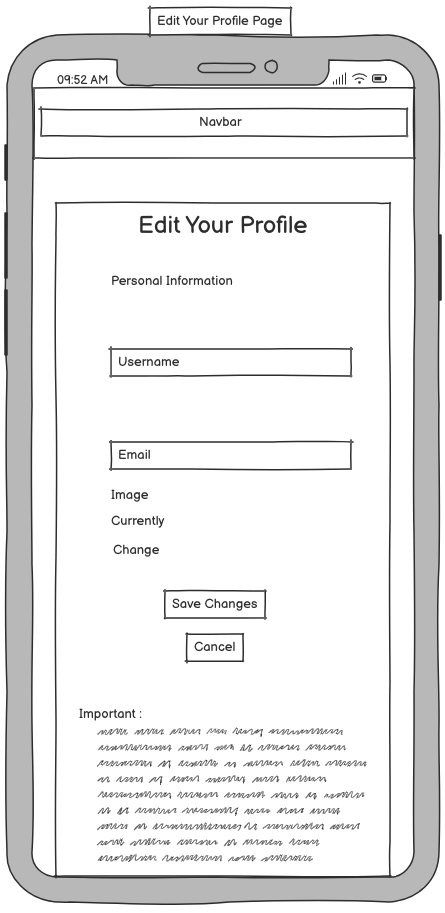 Edit Your Profile Page
09:52 AM
Navbar
Edit Your Profile
Personal Information
Username
Email
Image
Currently
Change
Save Changes
Cancel
Important :